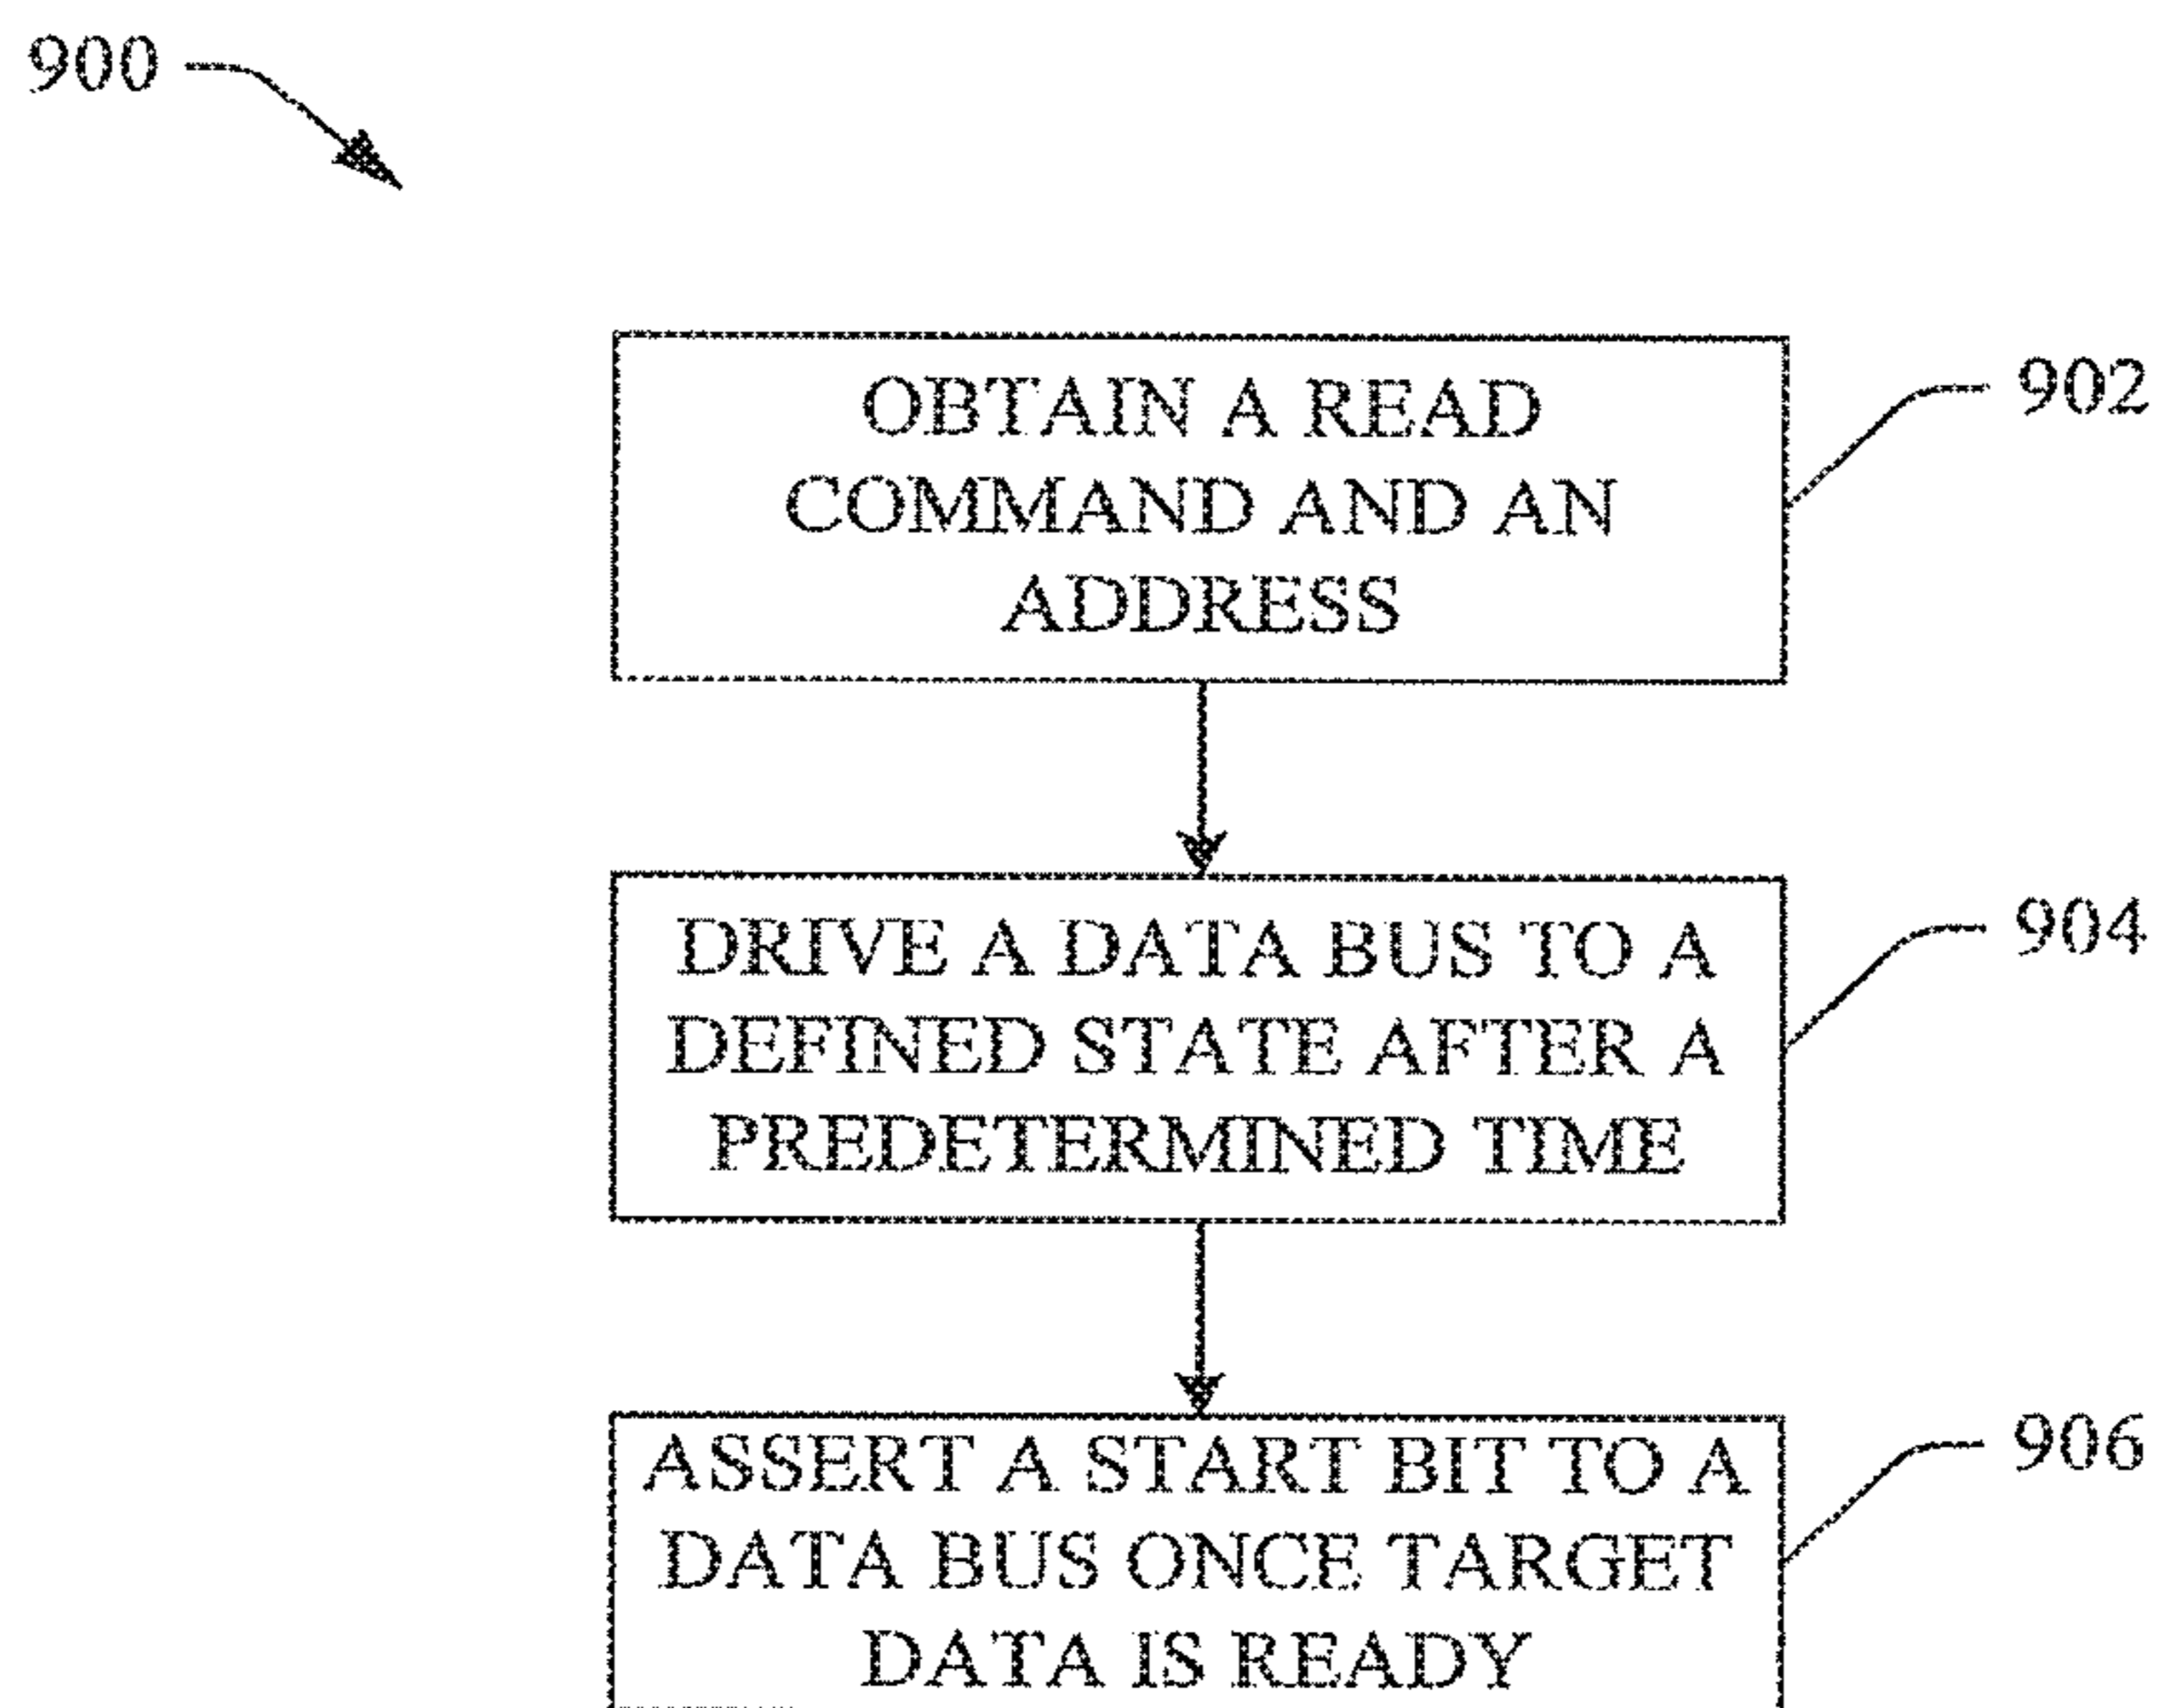 900
OBTAIN A READ
COMMAND AND AN
ADDRESS
902
DRIVE A DATA BUS TO A
DEFINED STATE AFTER A
PREDETERMINED TIME
904
ASSERT A START BIT TO A
DATA BUS ONCE TARGET
DATA IS READY
906